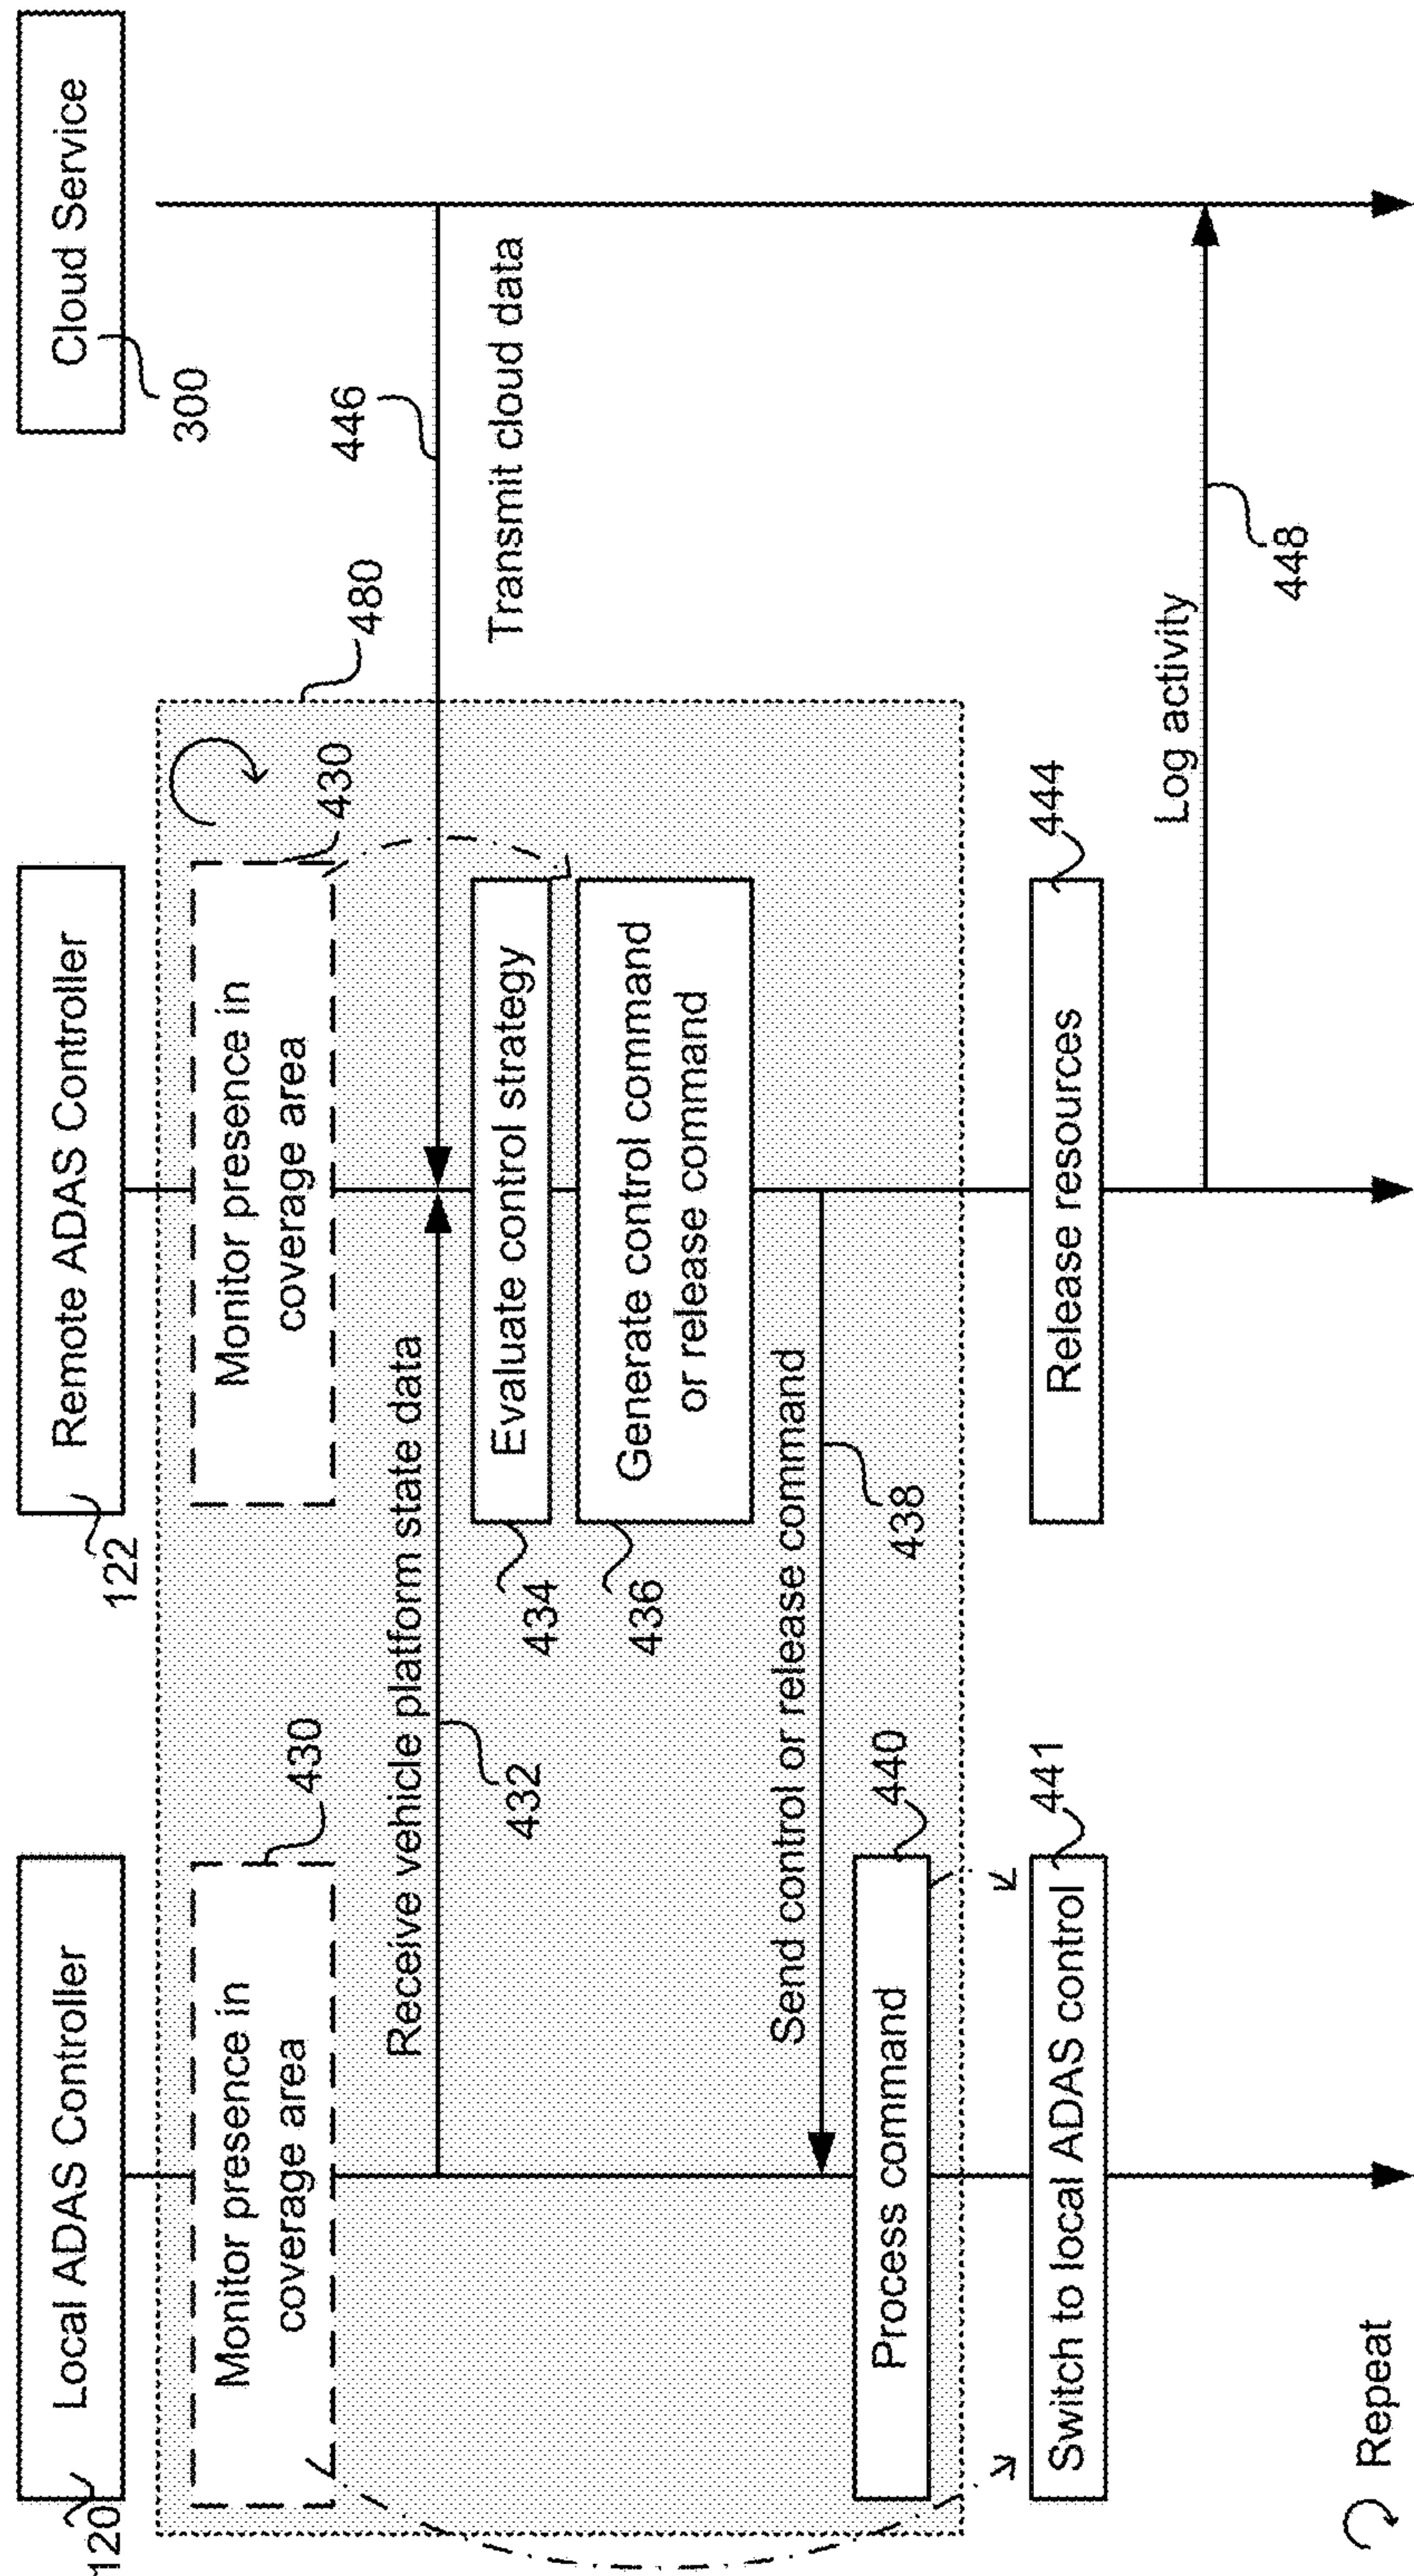 Local ADAS Controller
120
Remote ADAS Controller
122
Cloud Service
300
480
Monitor presence in
coverage area
430
Monitor presence in
coverage area
430
Receive vehicle platform state data
432
446
Transmit cloud data
Evaluate control strategy
434
Generate control command
or release command
436
Send control or release command
438
Process command
440
Switch to local ADAS control
441
Release resources
444
Log activity
448
Repeat